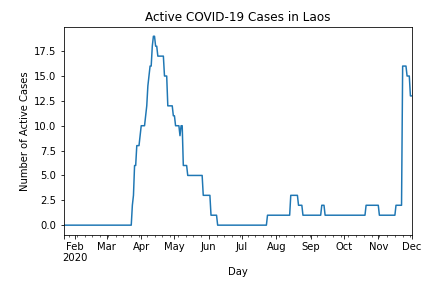 Active COVID-19 Cases in Laos
Number of Active Cases
17.5
15.0
12.5
10.0
7.5
5.0
2.5
0.0
Feb Mar Apr May Jun Jul Aug Sep Oct Nov Dec
2020
Day